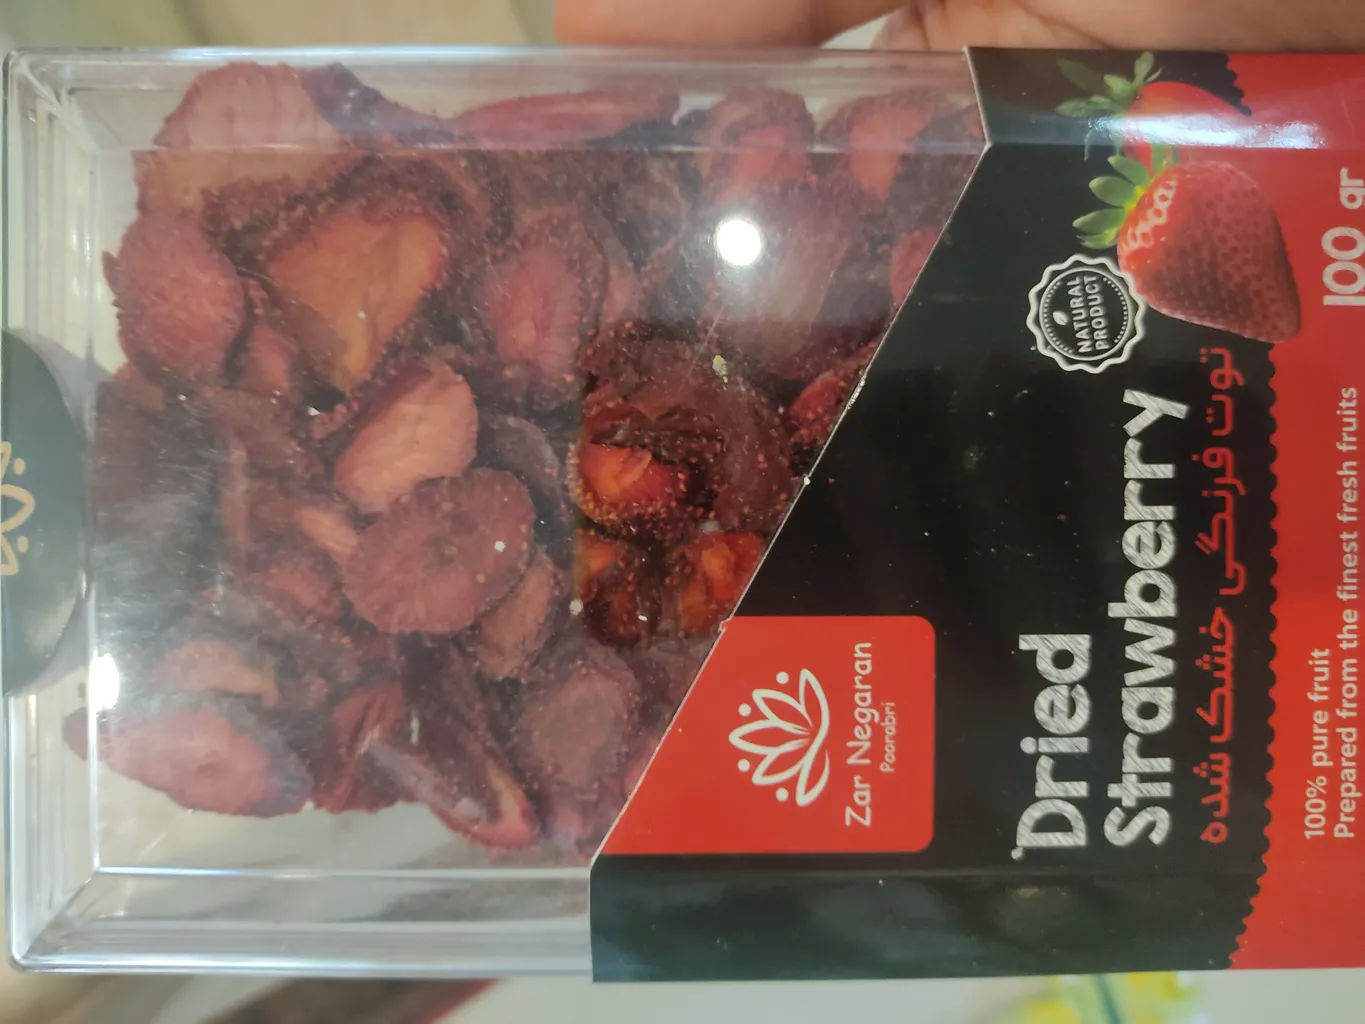 NATURAL
PRODUCT
Zar Negaran
Poorabri
Dried
Strawberry
توت فرنگی خشک شده
100% pure fruit
Prepared from the finest fresh fruits
100 gr